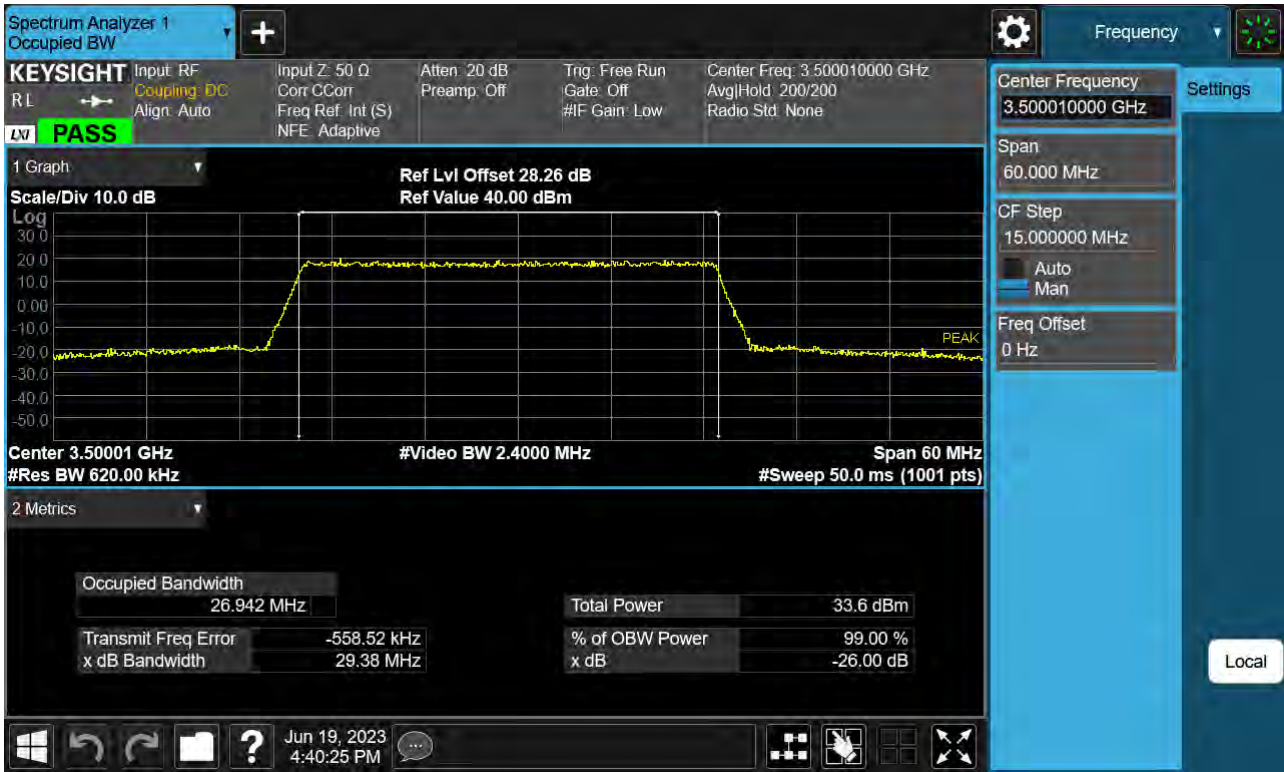 Spectrum Analyzer 1
Occupied BW
Frequency
KEYSIGHT
R L
LXI
PASS
Input: RF
Coupling: DC
Align: Auto
Input Z: 50 Ω
Corr CCorr
Freq Ref: Int (S)
NFE: Adaptive
Atten: 20 dB
Preamp: Off
Trig: Free Run
Gate: Off
#IF Gain: Low
Center Freq: 3.500010000 GHz
Avg|Hold: 200/200
Radio Std: None
Center Frequency
3.500010000 GHz
Settings
Span
60.000 MHz
CF Step
15.000000 MHz
Auto
Man
Freq Offset
0 Hz
Local
1 Graph
Scale/Div 10.0 dB
Ref Lvl Offset 28.26 dB
Ref Value 40.00 dBm
Log
30.0
20.0
10.0
0.00
-10.0
-20.0
-30.0
-40.0
-50.0
PEAK
Center 3.50001 GHz
#Video BW 2.4000 MHz
Span 60 MHz
#Res BW 620.00 kHz
#Sweep 50.0 ms (1001 pts)
2 Metrics
Occupied Bandwidth
26.942 MHz
Total Power 33.6 dBm
Transmit Freq Error -558.52 kHz
% of OBW Power 99.00 %
x dB Bandwidth 29.38 MHz
x dB -26.00 dB
?
Jun 19, 2023
4:40:25 PM